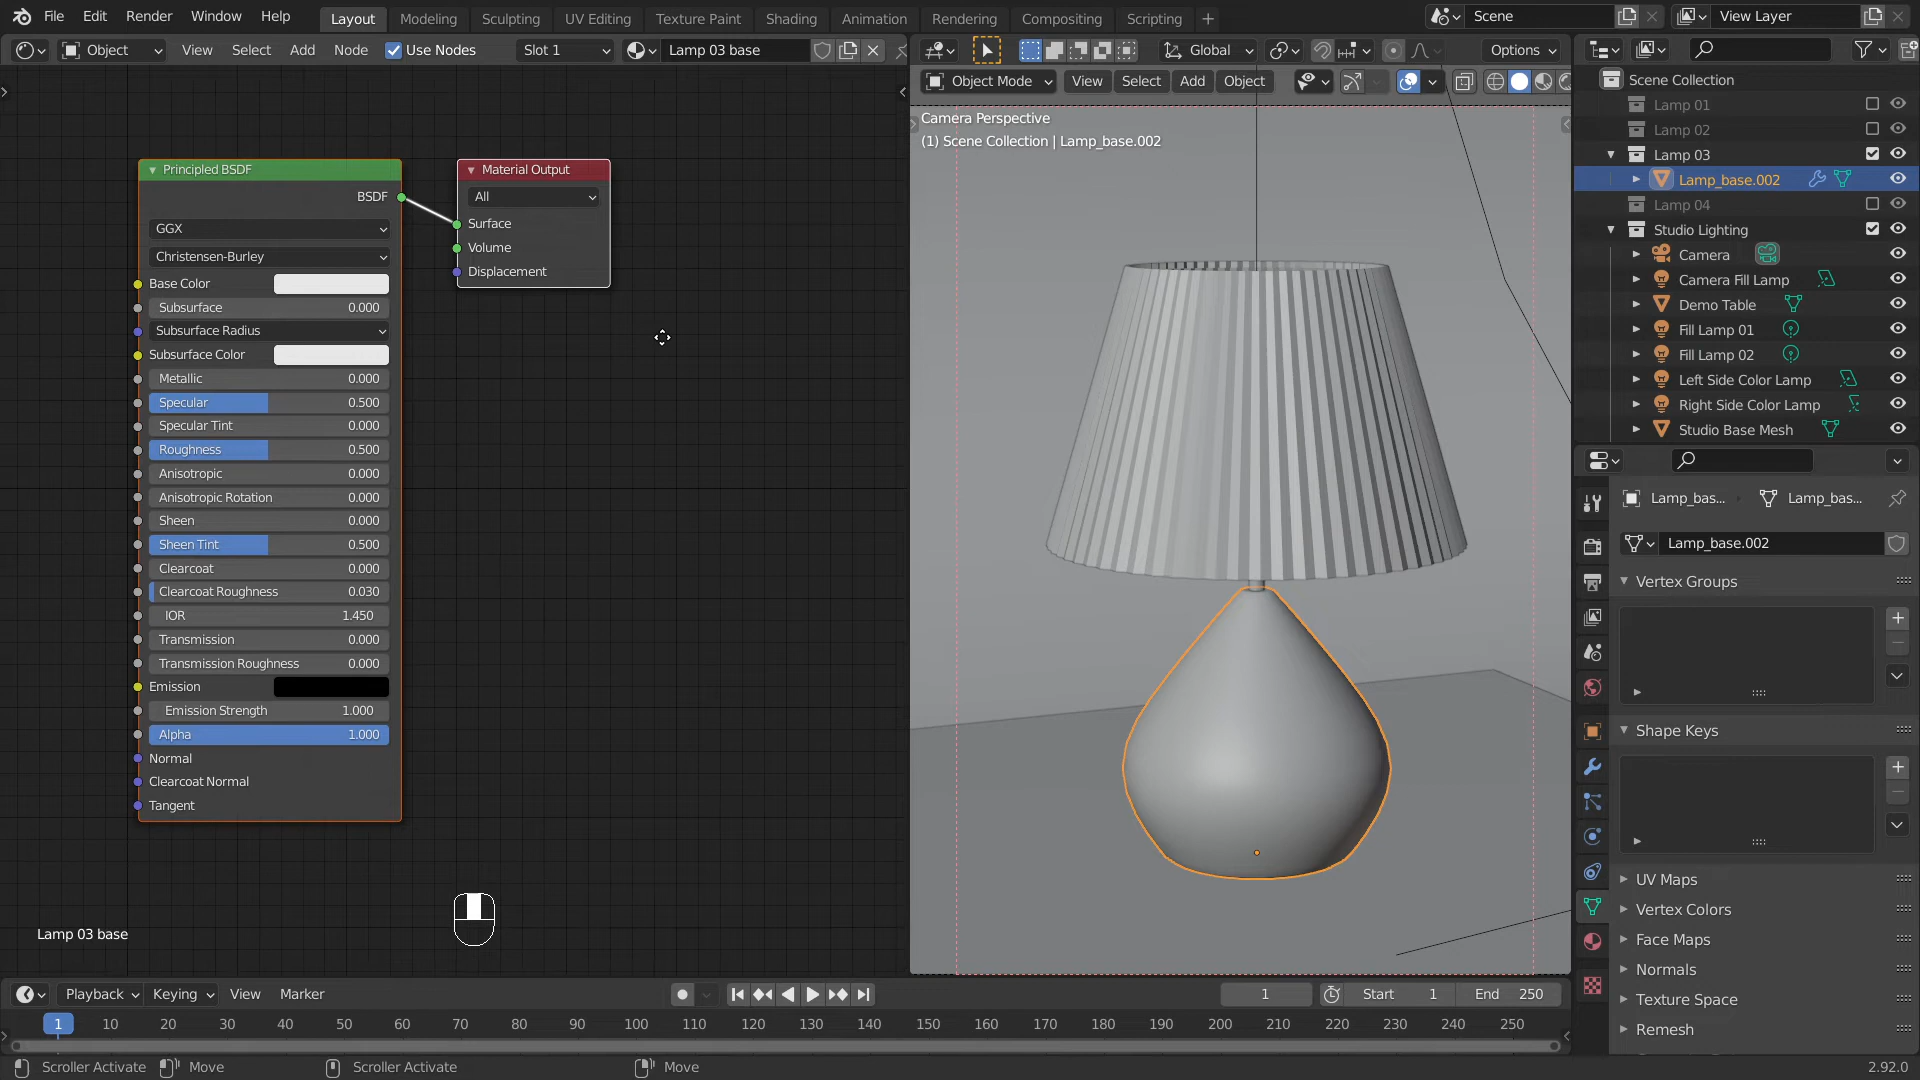 File Edit Render Window Help Layout Modeling Sculpting UV Editing Texture Paint Shading Animation Rendering Compositing Scripting + Scene View Layer
Object View Select Add Node Use Nodes Slot 1 Lamp 03 base Global Options
Object Mode View Select Add Object
Camera Perspective
(1) Scene Collection | Lamp_base.002
Principled BSDF
BSDF
GGX
Christensen-Burley
Base Color
Subsurface 0.000
Subsurface Radius
Subsurface Color
Metallic 0.000
Specular 0.500
Specular Tint 0.000
Roughness 0.500
Anisotropic 0.000
Anisotropic Rotation 0.000
Sheen 0.000
Sheen Tint 0.500
Clearcoat 0.000
Clearcoat Roughness 0.030
IOR 1.450
Transmission 0.000
Transmission Roughness 0.000
Emission
Emission Strength 1.000
Alpha 1.000
Normal
Clearcoat Normal
Tangent
Material Output
All
Surface
Volume
Displacement
Lamp 03 base
Scene Collection
Lamp 01
Lamp 02
Lamp 03
Lamp_base.002
Lamp 04
Studio Lighting
Camera
Camera Fill Lamp
Demo Table
Fill Lamp 01
Fill Lamp 02
Left Side Color Lamp
Right Side Color Lamp
Studio Base Mesh
Lamp_bas... Lamp_bas...
Lamp_base.002
Vertex Groups
Shape Keys
UV Maps
Vertex Colors
Face Maps
Normals
Texture Space
Remesh
Playback Keying View Marker 1 Start 1 End 250
1 10 20 30 40 50 60 70 80 90 100 110 120 130 140 150 160 170 180 190 200 210 220 230 240 250
Scroller Activate Move Scroller Activate Move 2.92.0